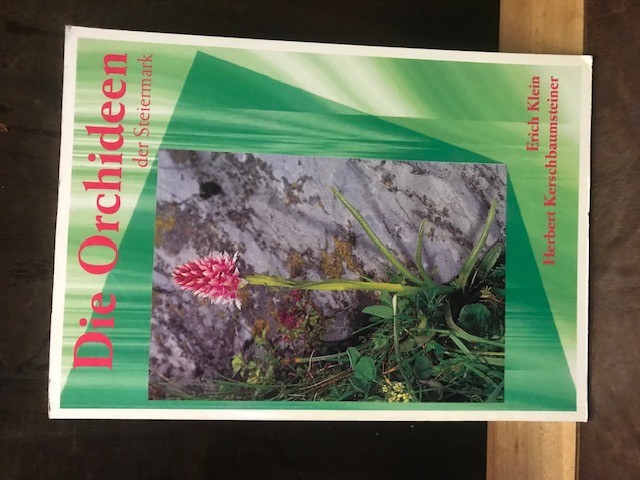 Die Orchideen
der Steiermark
Erich Klein
Herbert Kerschbaumsteiner